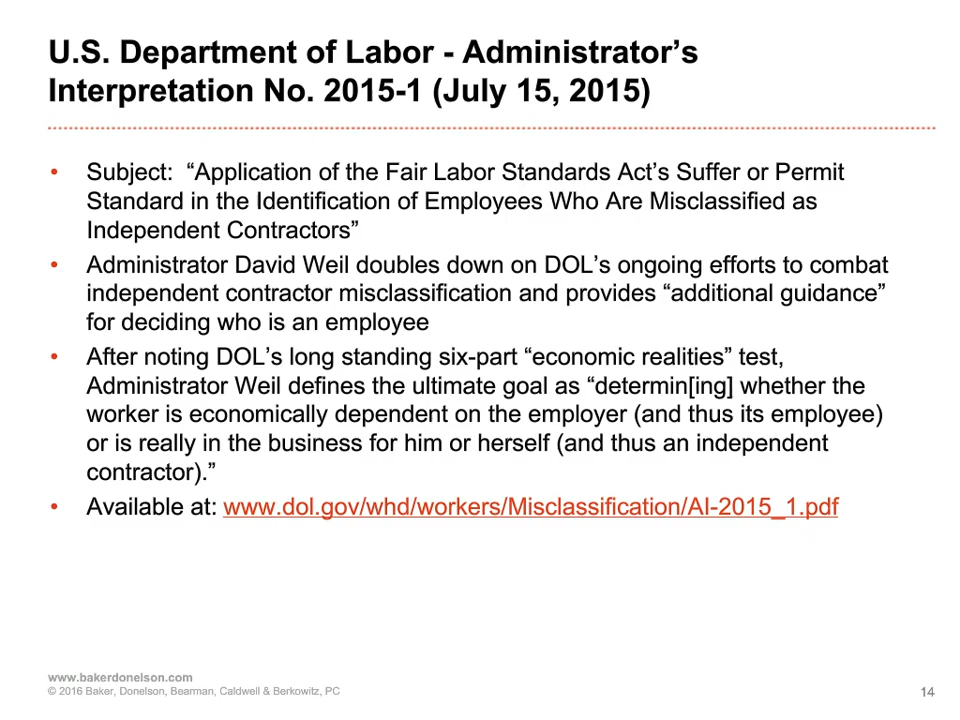 U.S. Department of Labor - Administrator’s
Interpretation No. 2015-1 (July 15, 2015)
• Subject:  “Application of the Fair Labor Standards Act’s Suffer or Permit
Standard in the Identification of Employees Who Are Misclassified as
Independent Contractors”
• Administrator David Weil doubles down on DOL’s ongoing efforts to combat
independent contractor misclassification and provides “additional guidance”
for deciding who is an employee
• After noting DOL’s long standing six-part “economic realities” test,
Administrator Weil defines the ultimate goal as “determin[ing] whether the
worker is economically dependent on the employer (and thus its employee)
or is really in the business for him or herself (and thus an independent
contractor).”
• Available at: www.dol.gov/whd/workers/Misclassification/AI-2015_1.pdf
www.bakerdonelson.com
© 2016 Baker, Donelson, Bearman, Caldwell & Berkowitz, PC
14